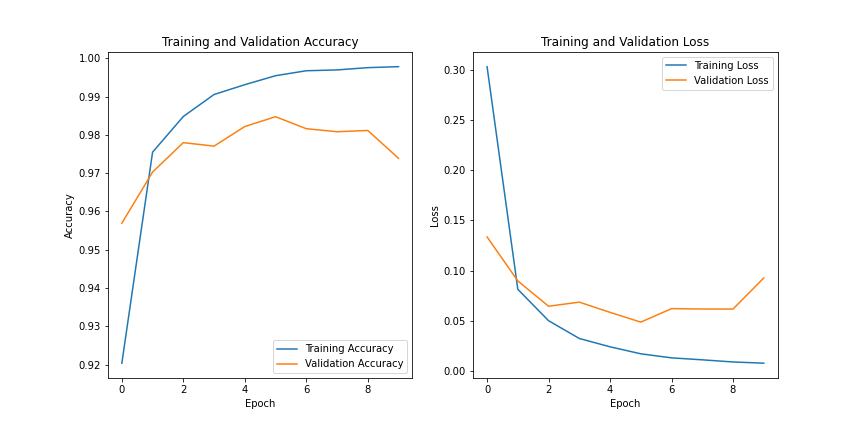 Training and Validation Accuracy
1.00
0.99
0.98
0.97
0.96
0.95
0.94
0.93
0.92
Accuracy
Training Accuracy
Validation Accuracy
0 2 4 6 8
Epoch
Training and Validation Loss
Training Loss
Validation Loss
0.30
0.25
0.20
0.15
0.10
0.05
0.00
Loss
0 2 4 6 8
Epoch